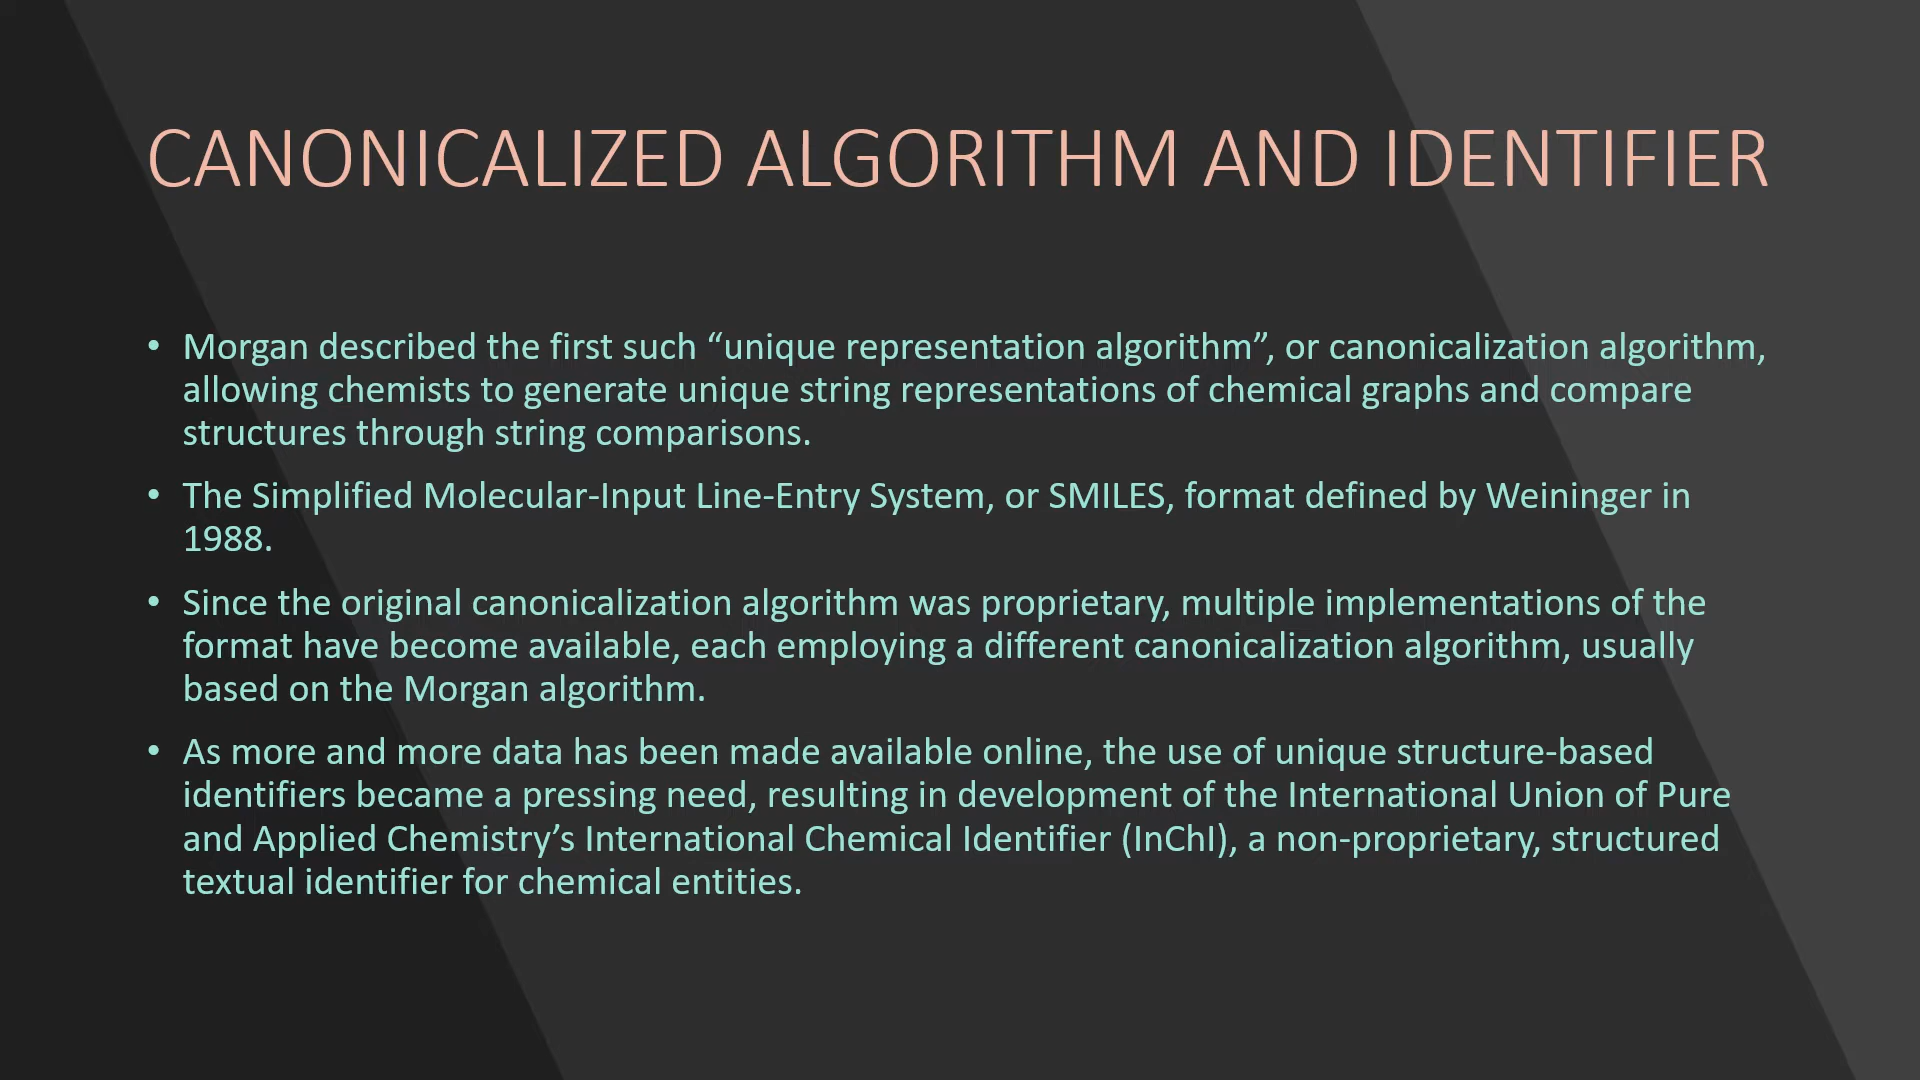 CANONICALIZED ALGORITHM AND IDENTIFIER
• Morgan described the first such “unique representation algorithm”, or canonicalization algorithm,
allowing chemists to generate unique string representations of chemical graphs and compare
structures through string comparisons.
• The Simplified Molecular-Input Line-Entry System, or SMILES, format defined by Weininger in
1988.
• Since the original canonicalization algorithm was proprietary, multiple implementations of the
format have become available, each employing a different canonicalization algorithm, usually
based on the Morgan algorithm.
• As more and more data has been made available online, the use of unique structure-based
identifiers became a pressing need, resulting in development of the International Union of Pure
and Applied Chemistry’s International Chemical Identifier (InChI), a non-proprietary, structured
textual identifier for chemical entities.